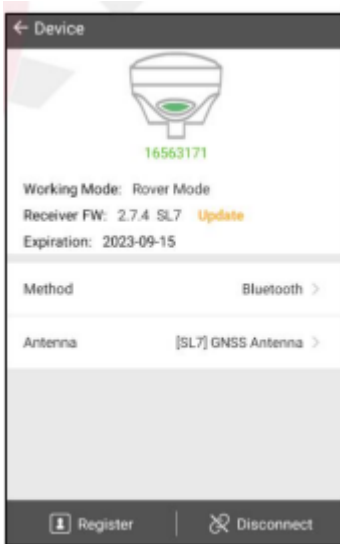 ← Device
16563171
Working Mode: Rover Mode
Receiver FW: 2.7.4 SL7 Update
Expiration: 2023-09-15
Method Bluetooth >
Antenna [SL7] GNSS Antenna >
Register Disconnect